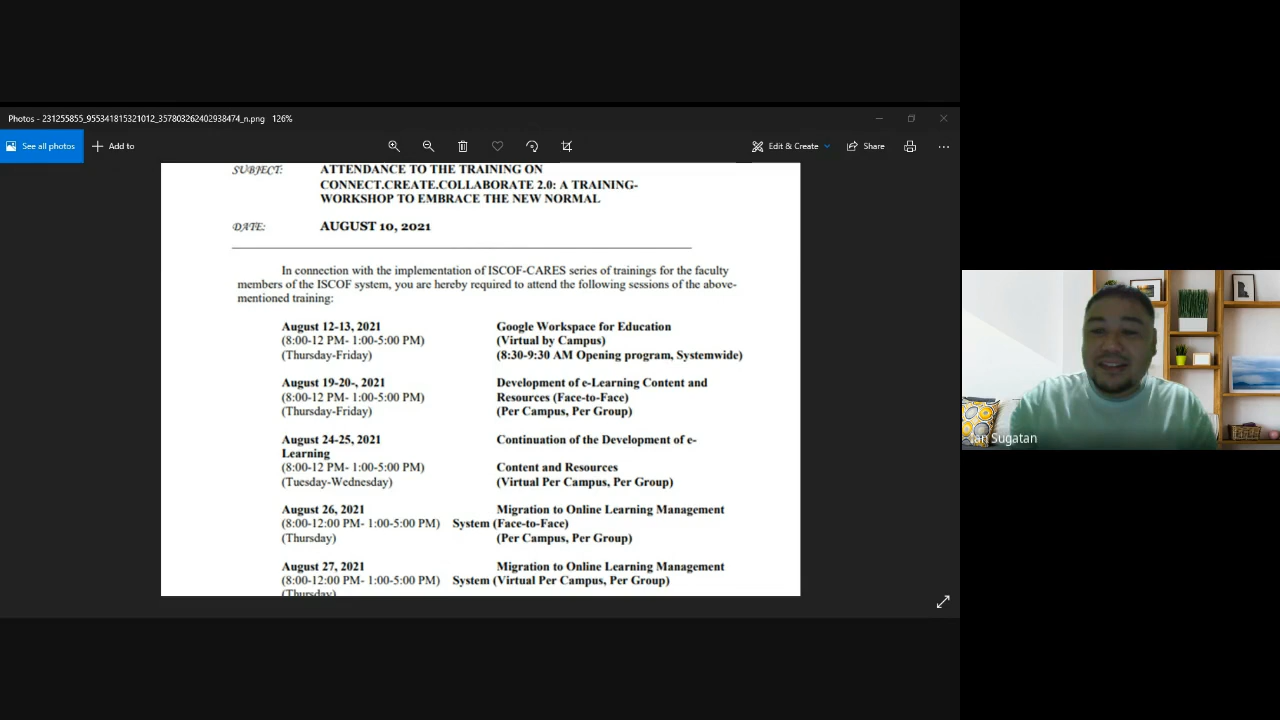 Photos - 231255855_955341815321012_357803262402938474_n.png 126%
See all photos
Add to
Edit & Create
Share
SUBJECT: ATTENDANCE TO THE TRAINING ON
CONNECT.CREATE.COLLABORATE 2.0: A TRAINING-
WORKSHOP TO EMBRACE THE NEW NORMAL
DATE: AUGUST 10, 2021
In connection with the implementation of ISCOF-CARES series of trainings for the faculty
members of the ISCOF system, you are hereby required to attend the following sessions of the above-
mentioned training:
August 12-13, 2021 Google Workspace for Education
(8:00-12 PM- 1:00-5:00 PM) (Virtual by Campus)
(Thursday-Friday) (8:30-9:30 AM Opening program, Systemwide)
August 19-20-, 2021 Development of e-Learning Content and
(8:00-12 PM- 1:00-5:00 PM) Resources (Face-to-Face)
(Thursday-Friday) (Per Campus, Per Group)
August 24-25, 2021 Continuation of the Development of e-
Learning
(8:00-12 PM- 1:00-5:00 PM) Content and Resources
(Tuesday-Wednesday) (Virtual Per Campus, Per Group)
August 26, 2021 Migration to Online Learning Management
(8:00-12:00 PM- 1:00-5:00 PM) System (Face-to-Face)
(Thursday) (Per Campus, Per Group)
August 27, 2021 Migration to Online Learning Management
(8:00-12:00 PM- 1:00-5:00 PM) System (Virtual Per Campus, Per Group)
(Thursday)
Ian Sugatan